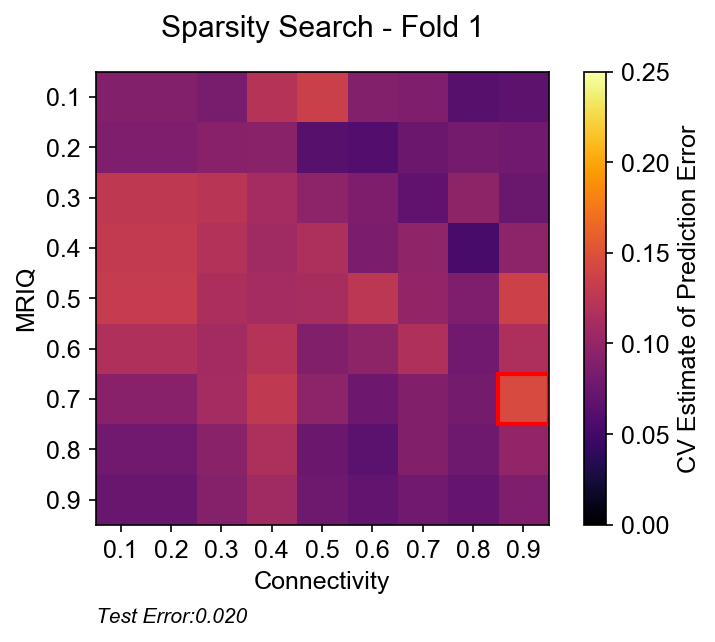 Sparsity Search - Fold 1
MRIQ
0.1
0.2
0.3
0.4
0.5
0.6
0.7
0.8
0.9
0.1 0.2 0.3 0.4 0.5 0.6 0.7 0.8 0.9
Connectivity
Test Error:0.020
0.25
0.20
0.15
0.10
0.05
0.00
CV Estimate of Prediction Error